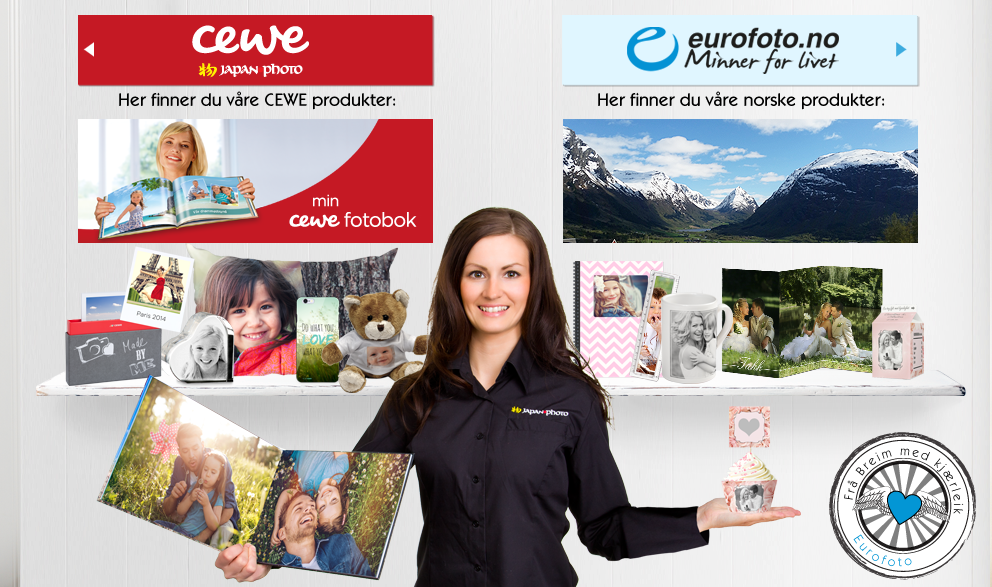 cewe
JAPAN PHOTO
eurofoto.no
Minner for livet
Her finner du våre CEWE produkter:
Her finner du våre norske produkter:
min
cewe fotobok
Paris 2014
Made
BY
ME
DO WHAT YOU
LOVE
Takk
JAPAN PHOTO
Frå Breim med kjærleik
Eurofoto